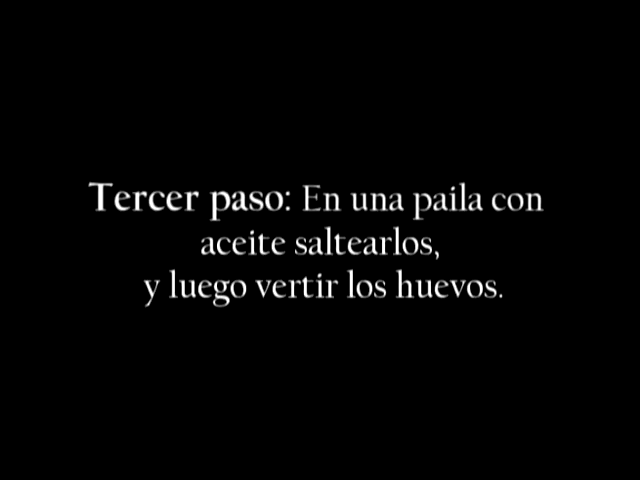 Tercer paso: En una paila con
aceite saltearlos,
y luego vertir los huevos.